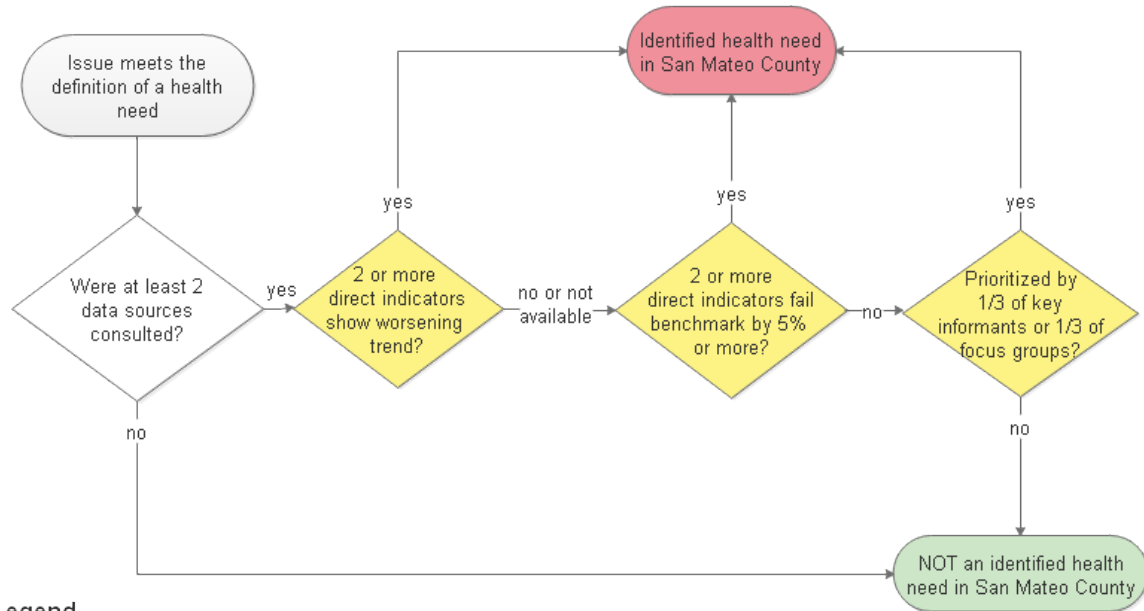 Issue meets the
definition of a health
need
Identified health need
in San Mateo County
yes
yes
yes
Were at least 2
data sources
consulted?
yes
2 or more
direct indicators
show worsening
trend?
no or not
available
2 or more
direct indicators fail
benchmark by 5%
or more?
no
Prioritized by
1/3 of key
informants or 1/3 of
focus groups?
no
no
NOT an identified health
need in San Mateo County